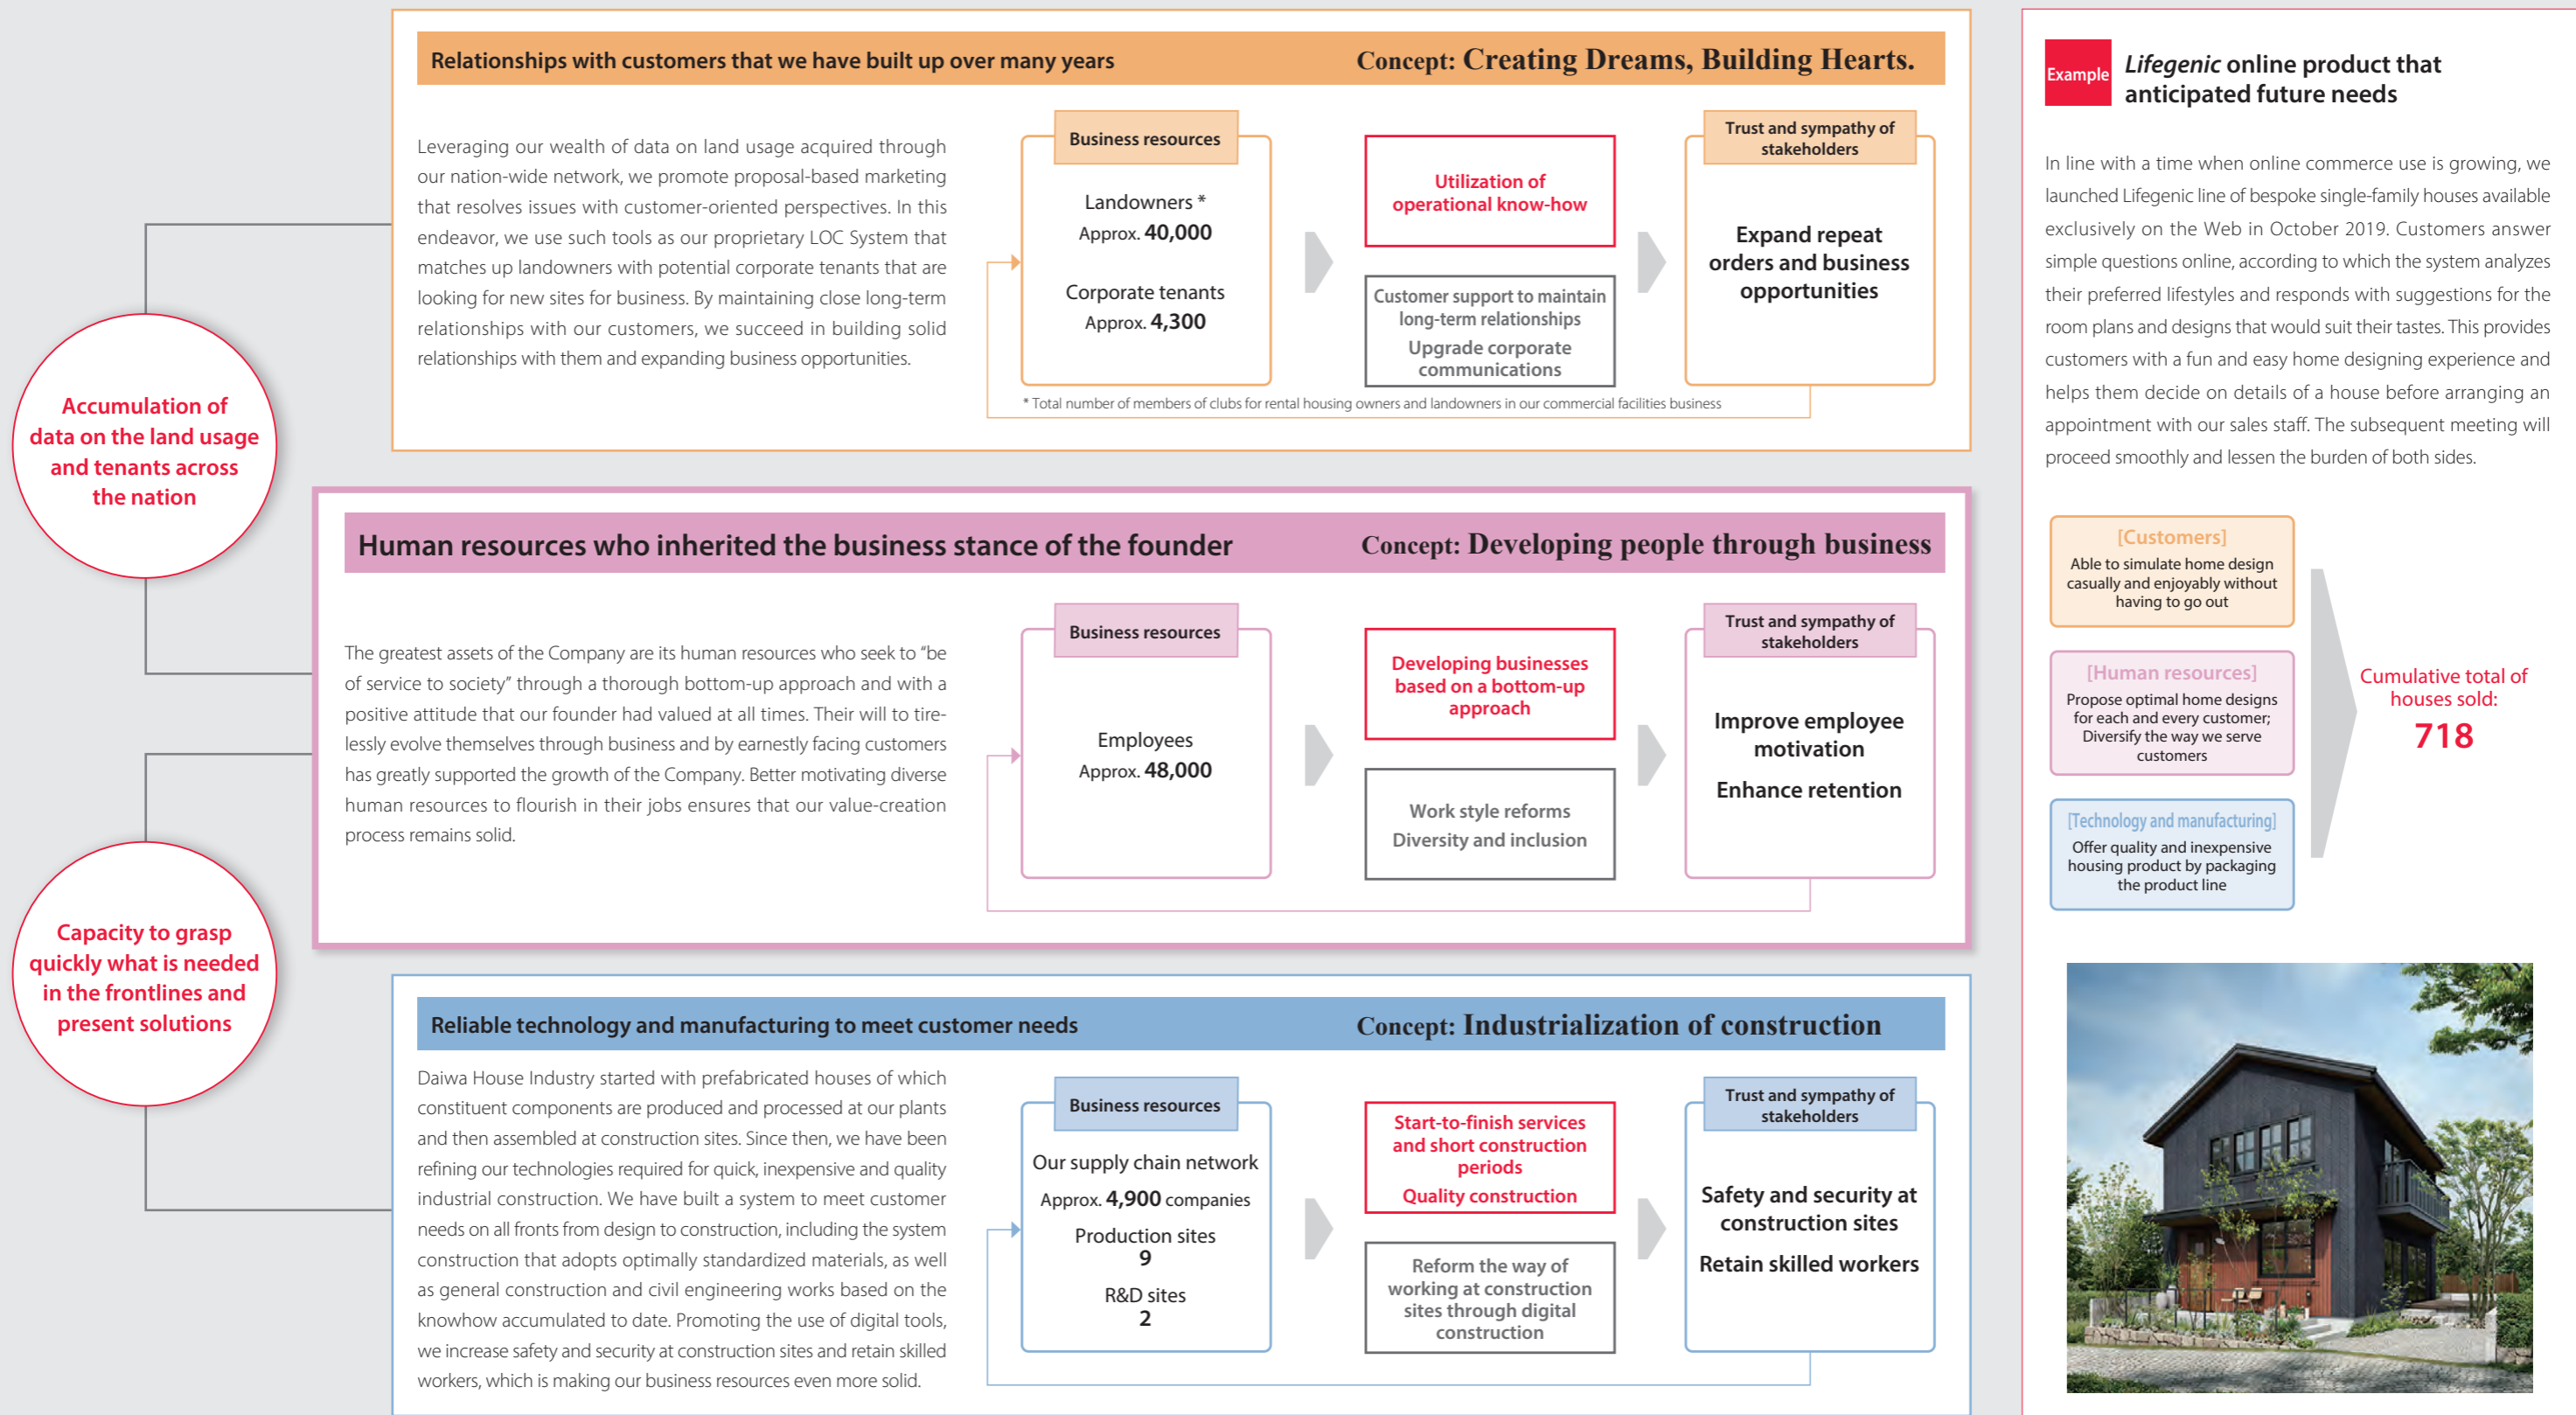 Accumulation of
data on the land usage
and tenants across
the nation
Capacity to grasp
quickly what is needed
in the frontlines and
present solutions
Relationships with customers that we have built up over many years
Concept: Creating Dreams, Building Hearts.
Leveraging our wealth of data on land usage acquired through
our nation-wide network, we promote proposal-based marketing
that resolves issues with customer-oriented perspectives. In this
endeavor, we use such tools as our proprietary LOC System that
matches up landowners with potential corporate tenants that are
looking for new sites for business. By maintaining close long-term
relationships with our customers, we succeed in building solid
relationships with them and expanding business opportunities.
Business resources
Landowners *
Approx. 40,000
Corporate tenants
Approx. 4,300
Utilization of
operational know-how
Customer support to maintain
long-term relationships
Upgrade corporate
communications
Trust and sympathy of
stakeholders
Expand repeat
orders and business
opportunities
* Total number of members of clubs for rental housing owners and landowners in our commercial facilities business
Human resources who inherited the business stance of the founder
Concept: Developing people through business
The greatest assets of the Company are its human resources who seek to “be
of service to society” through a thorough bottom-up approach and with a
positive attitude that our founder had valued at all times. Their will to tire-
lessly evolve themselves through business and by earnestly facing customers
has greatly supported the growth of the Company. Better motivating diverse
human resources to flourish in their jobs ensures that our value-creation
process remains solid.
Business resources
Employees
Approx. 48,000
Developing businesses
based on a bottom-up
approach
Work style reforms
Diversity and inclusion
Trust and sympathy of
stakeholders
Improve employee
motivation
Enhance retention
Reliable technology and manufacturing to meet customer needs
Concept: Industrialization of construction
Daiwa House Industry started with prefabricated houses of which
constituent components are produced and processed at our plants
and then assembled at construction sites. Since then, we have been
refining our technologies required for quick, inexpensive and quality
industrial construction. We have built a system to meet customer
needs on all fronts from design to construction, including the system
construction that adopts optimally standardized materials, as well
as general construction and civil engineering works based on the
knowhow accumulated to date. Promoting the use of digital tools,
we increase safety and security at construction sites and retain skilled
workers, which is making our business resources even more solid.
Business resources
Our supply chain network
Approx. 4,900 companies
Production sites
9
R&D sites
2
Start-to-finish services
and short construction
periods
Quality construction
Reform the way of
working at construction
sites through digital
construction
Trust and sympathy of
stakeholders
Safety and security at
construction sites
Retain skilled workers
Example
Lifegenic online product that
anticipated future needs
In line with a time when online commerce use is growing, we
launched Lifegenic line of bespoke single-family houses available
exclusively on the Web in October 2019. Customers answer
simple questions online, according to which the system analyzes
their preferred lifestyles and responds with suggestions for the
room plans and designs that would suit their tastes. This provides
customers with a fun and easy home designing experience and
helps them decide on details of a house before arranging an
appointment with our sales staff. The subsequent meeting will
proceed smoothly and lessen the burden of both sides.
[Customers]
Able to simulate home design
casually and enjoyably without
having to go out
[Human resources]
Propose optimal home designs
for each and every customer;
Diversify the way we serve
customers
[Technology and manufacturing]
Offer quality and inexpensive
housing product by packaging
the product line
Cumulative total of
houses sold:
718